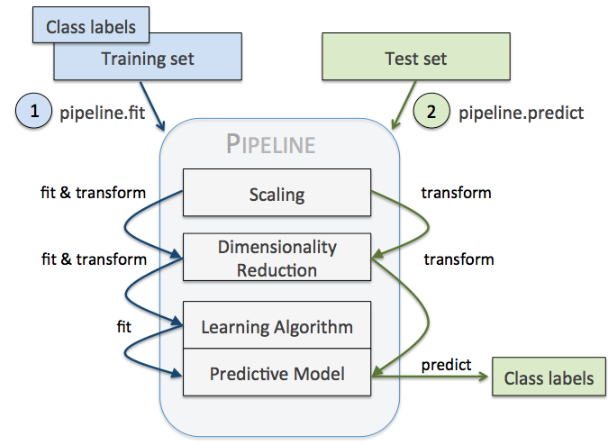 Class labels
Training set
Test set
1 pipeline.fit
2 pipeline.predict
PIPELINE
fit & transform
Scaling
transform
fit & transform
Dimensionality
Reduction
transform
fit
Learning Algorithm
Predictive Model
predict
Class labels